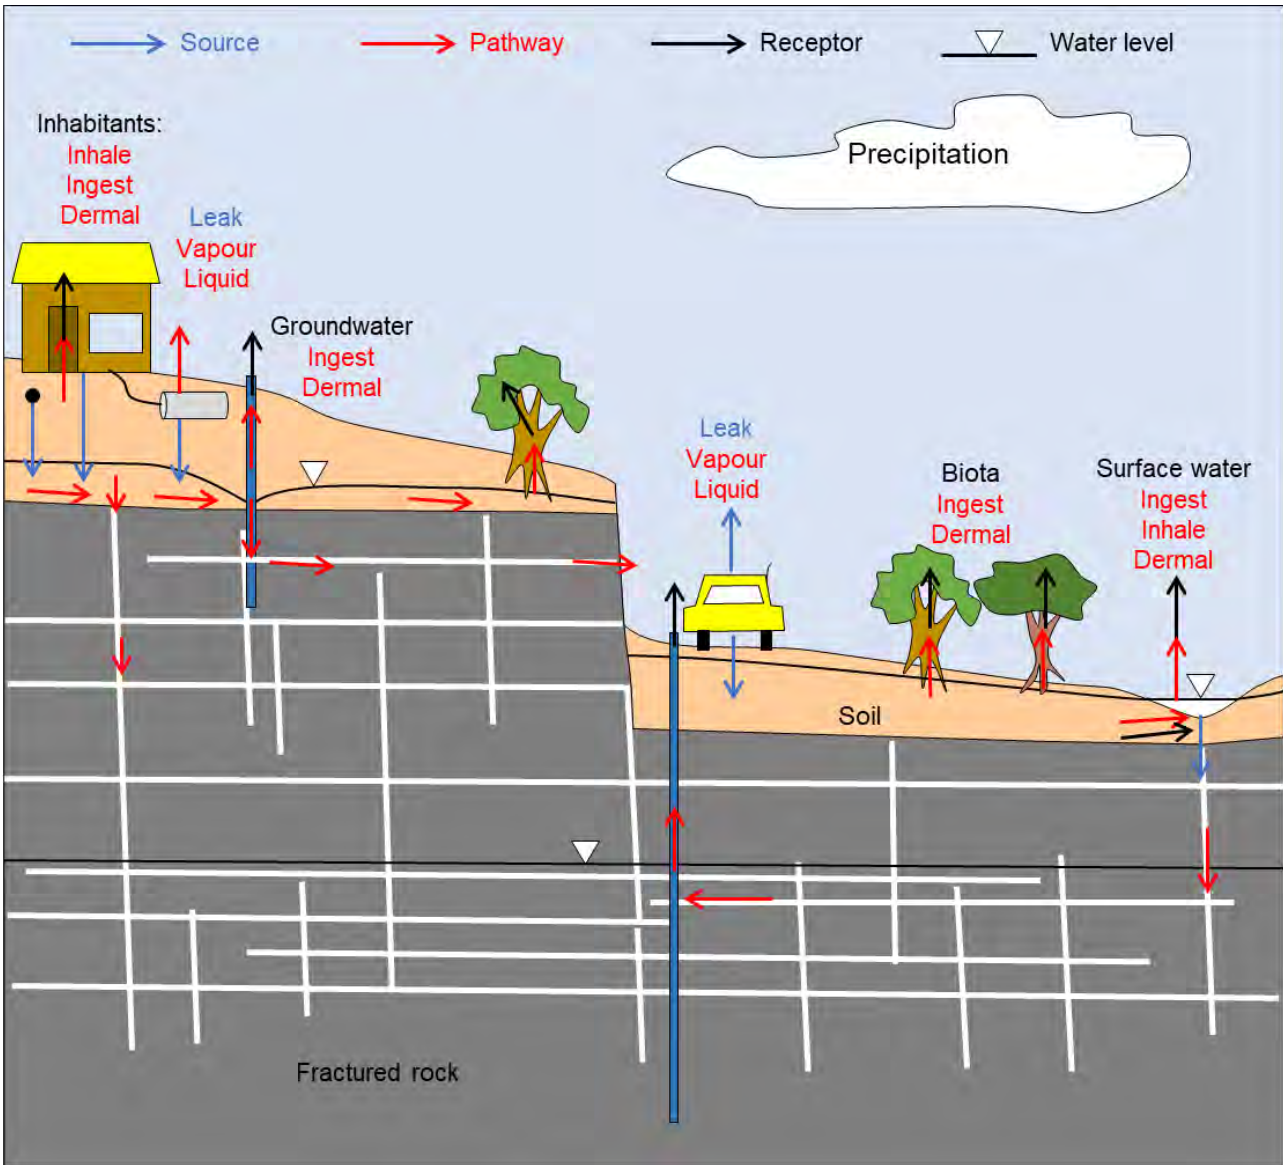 Source
Pathway
Receptor
Water level
Precipitation
Inhabitants:
Inhale
Ingest
Dermal
Leak
Vapour
Liquid
Groundwater
Ingest
Dermal
Leak
Vapour
Liquid
Biota
Ingest
Dermal
Surface water
Ingest
Inhale
Dermal
Soil
Fractured rock